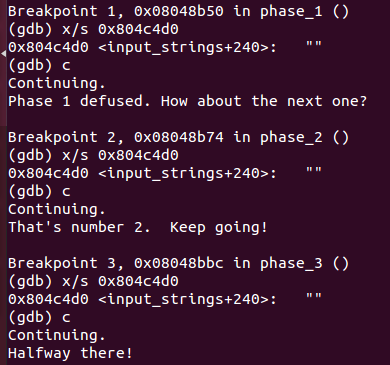 Breakpoint 1, 0x08048b50 in phase_1 ()
(gdb) x/s 0x804c4d0
0x804c4d0 <input_strings+240>:   ""
(gdb) c
Continuing.
Phase 1 defused. How about the next one?
Breakpoint 2, 0x08048b74 in phase_2 ()
(gdb) x/s 0x804c4d0
0x804c4d0 <input_strings+240>:   ""
(gdb) c
Continuing.
That's number 2.  Keep going!
Breakpoint 3, 0x08048bbc in phase_3 ()
(gdb) x/s 0x804c4d0
0x804c4d0 <input_strings+240>:   ""
(gdb) c
Continuing.
Halfway there!